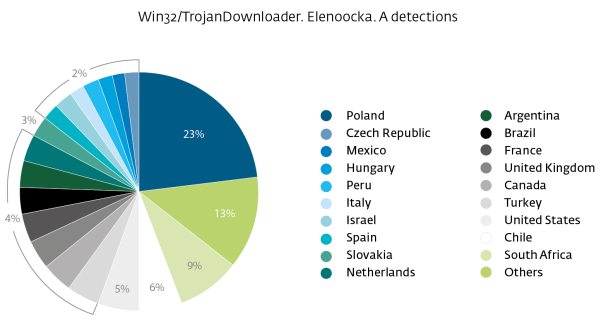 Win32/TrojanDownloader. Elenoocka. A detections
2%
3%
4%
23%
13%
9%
6%
5%
Poland
Czech Republic
Mexico
Hungary
Peru
Italy
Israel
Spain
Slovakia
Netherlands
Argentina
Brazil
France
United Kingdom
Canada
Turkey
United States
Chile
South Africa
Others